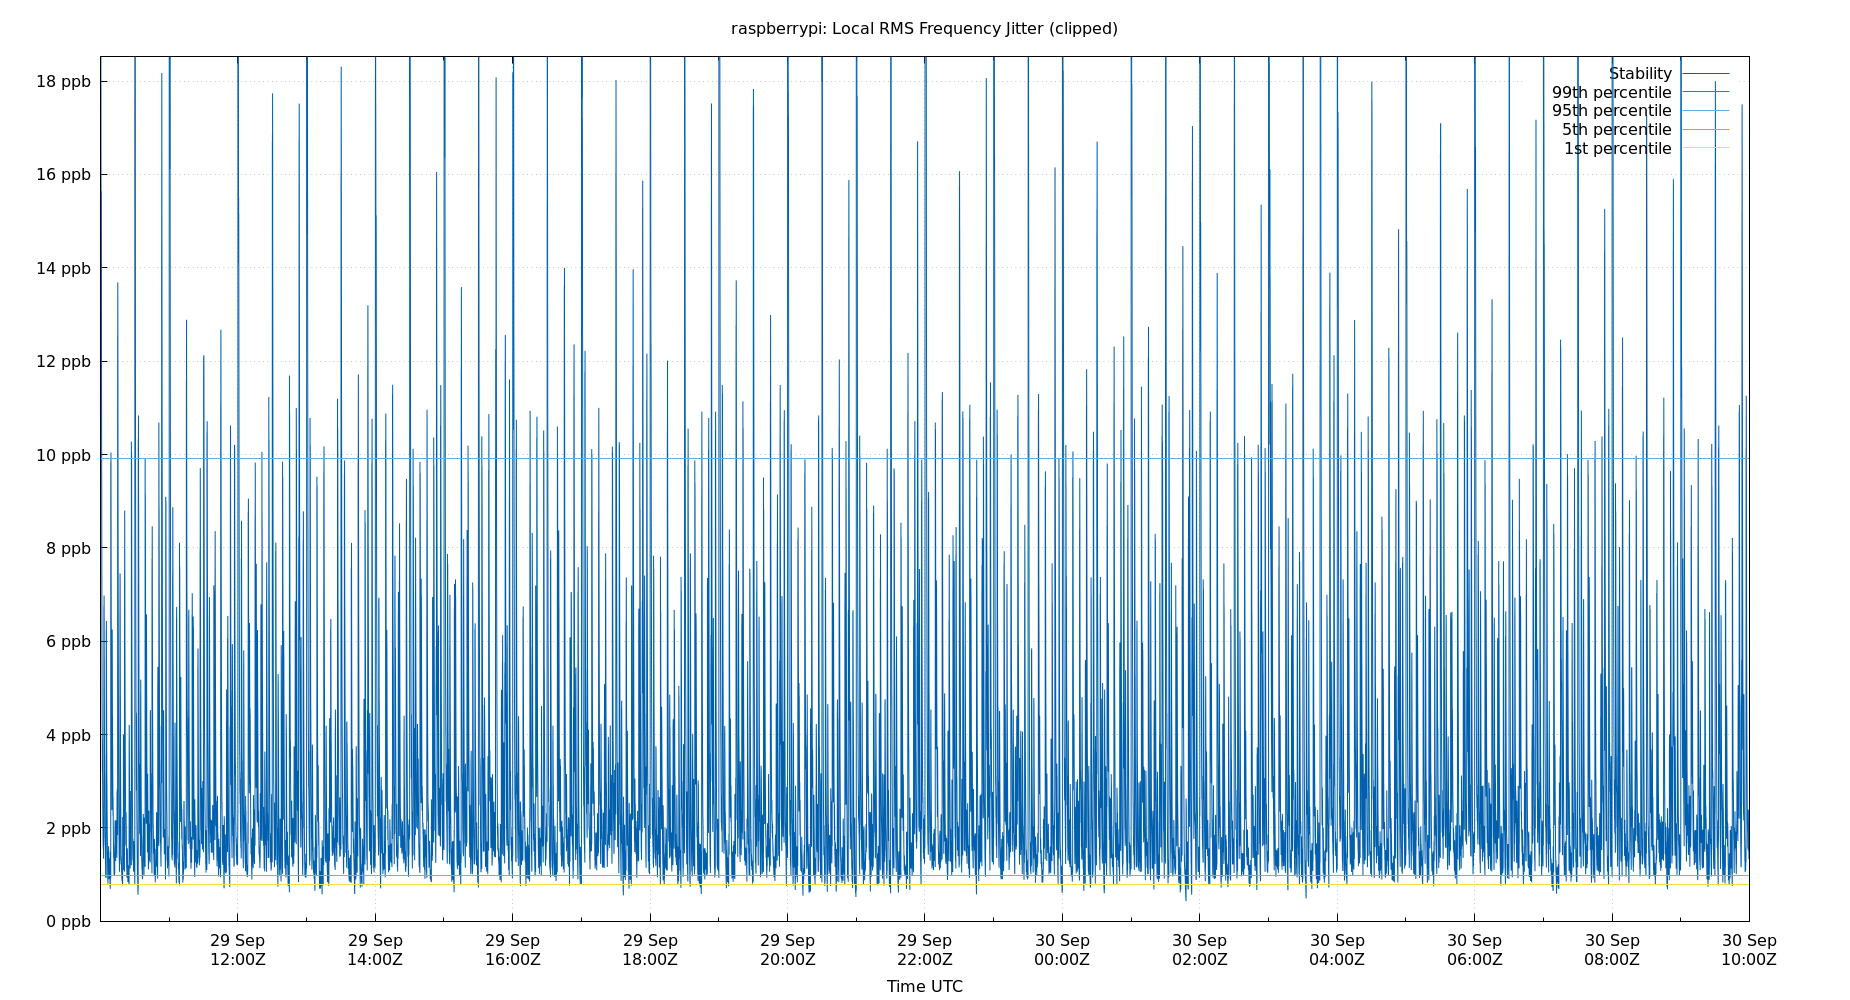 raspberrypi: Local RMS Frequency Jitter (clipped)
18 ppb
16 ppb
14 ppb
12 ppb
10 ppb
8 ppb
6 ppb
4 ppb
2 ppb
0 ppb
Stability
99th percentile
95th percentile
5th percentile
1st percentile
29 Sep 29 Sep 29 Sep 29 Sep 29 Sep 29 Sep 30 Sep 30 Sep 30 Sep 30 Sep 30 Sep 30 Sep
12:00Z 14:00Z 16:00Z 18:00Z 20:00Z 22:00Z 00:00Z 02:00Z 04:00Z 06:00Z 08:00Z 10:00Z
Time UTC